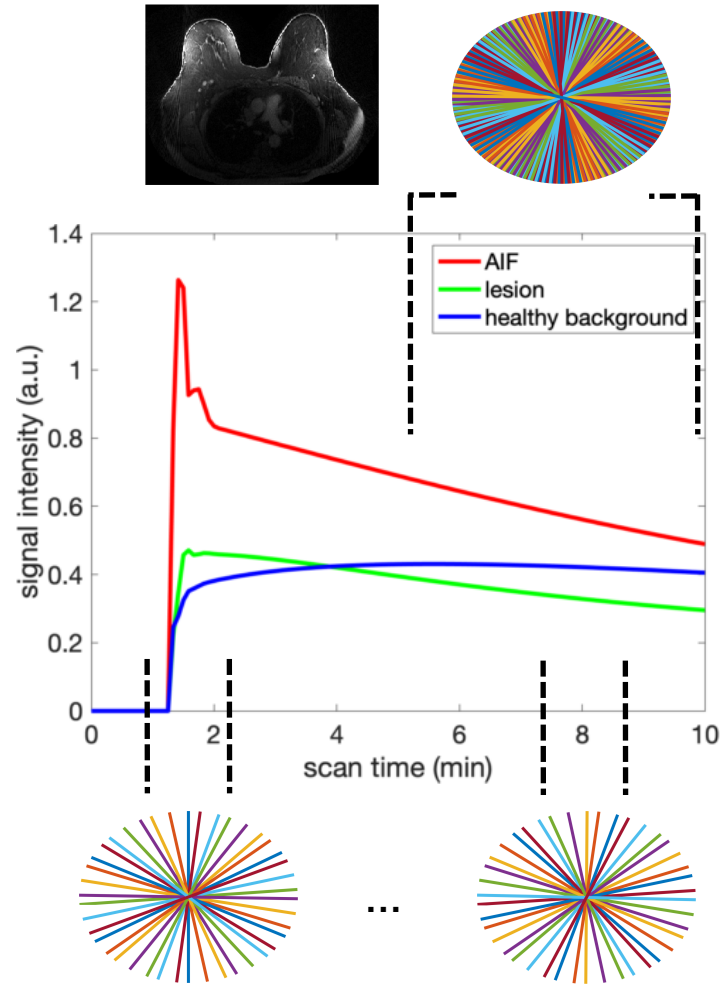 1.4
1.2
1
0.8
0.6
0.4
0.2
0
signal intensity (a.u.)
AIF
lesion
healthy background
0 2 4 6 8 10
scan time (min)
...